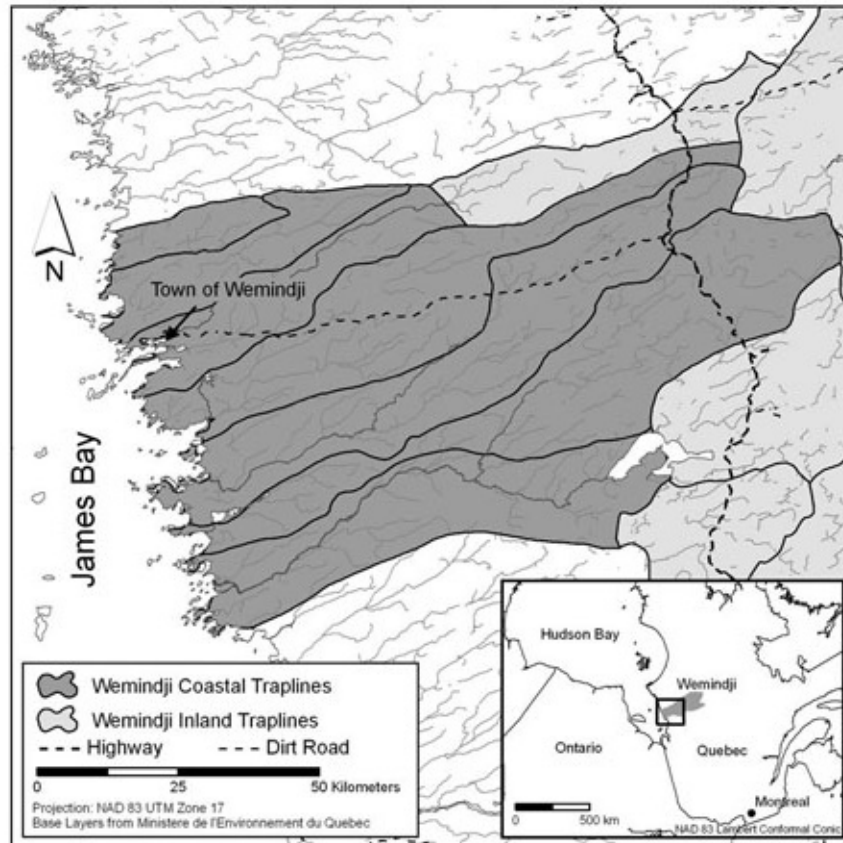 N
Town of Wemindji
James Bay
Wemindji Coastal Traplines
Wemindji Inland Traplines
Highway
Dirt Road
0 25 50 Kilometers
Projection: NAD 83 UTM Zone 17
Base Layers from Ministere de l'Environnement du Quebec
Hudson Bay
Wemindji
Ontario
Quebec
Montreal
0 500 km
NAD 83 Lambert Conformal Conic